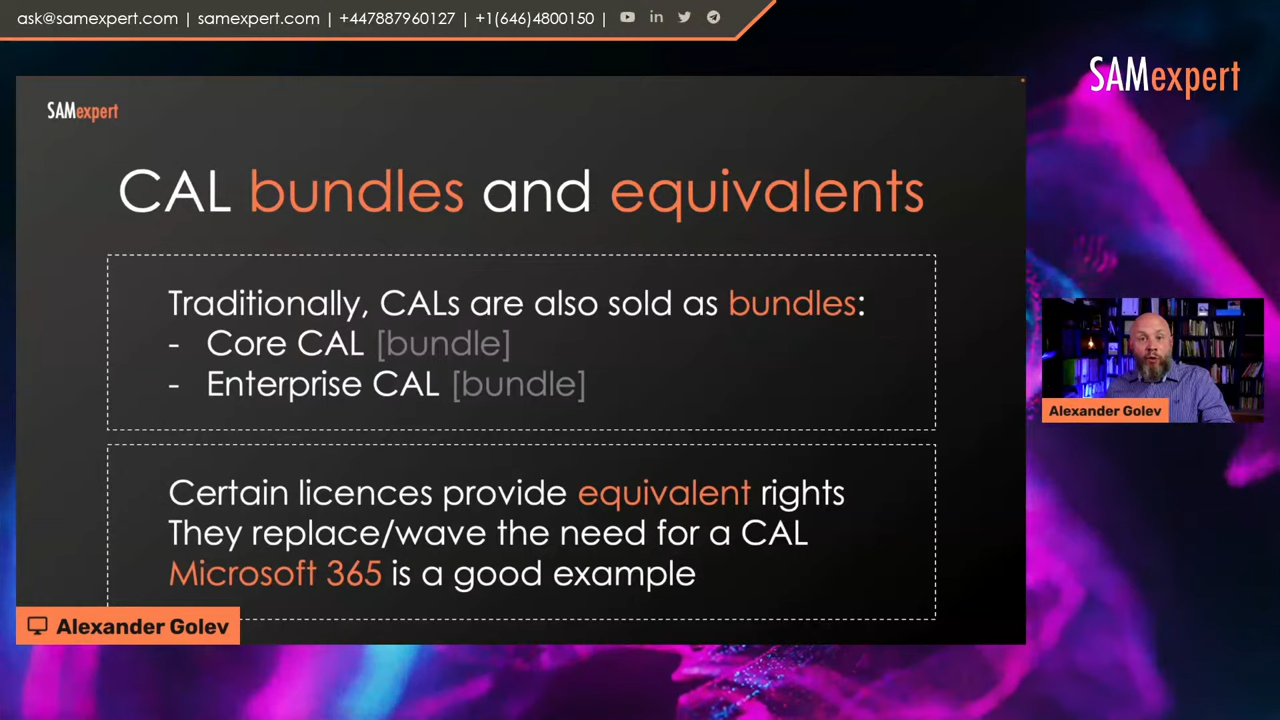 ask@samexpert.com | samexpert.com | +447887960127 | +1(646)4800150 |
SAMexpert
SAMexpert
CAL bundles and equivalents
Traditionally, CALs are also sold as bundles:
- Core CAL [bundle]
- Enterprise CAL [bundle]
Certain licences provide equivalent rights
They replace/wave the need for a CAL
Microsoft 365 is a good example
Alexander Golev
Alexander Golev